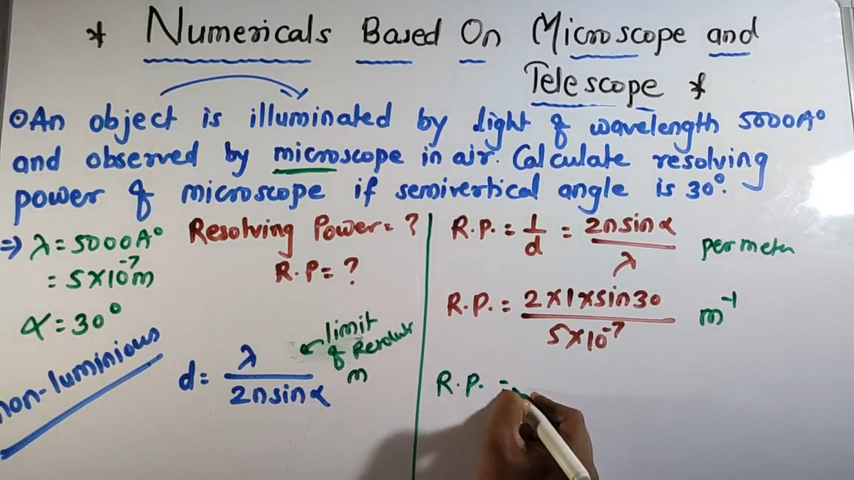 * Numericals Based On Microscope and
Telescope *
⊙An object is illuminated by light of wavelength 5000A°
and observed by microscope in air. Calculate resolving
power of microscope if semivertical angle is 30°.
⇒ λ = 5000A°
= 5×10⁻⁷m
α = 30°
non-luminious
Resolving Power = ?
R.P = ?
d = λ / 2nsinα
limit
of Resolut
m
R.P. = 1/d = 2nsinα / λ per meter
R.P. = 2×1×sin30 / 5×10⁻⁷ m⁻¹
R.P. =